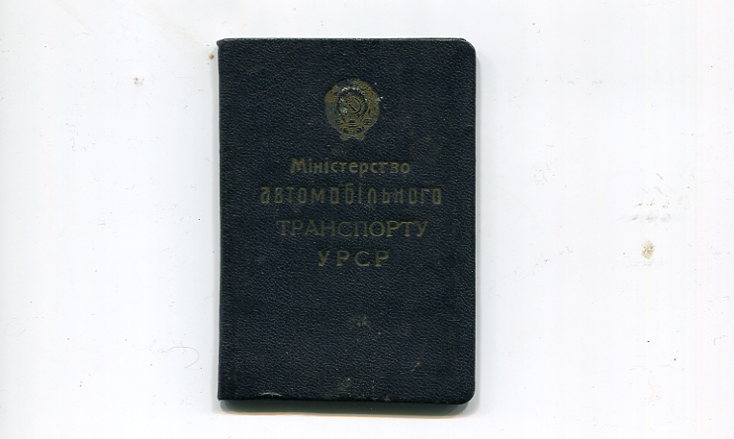 Міністерство
автомобільного
ТРАНСПОРТУ
УРСР